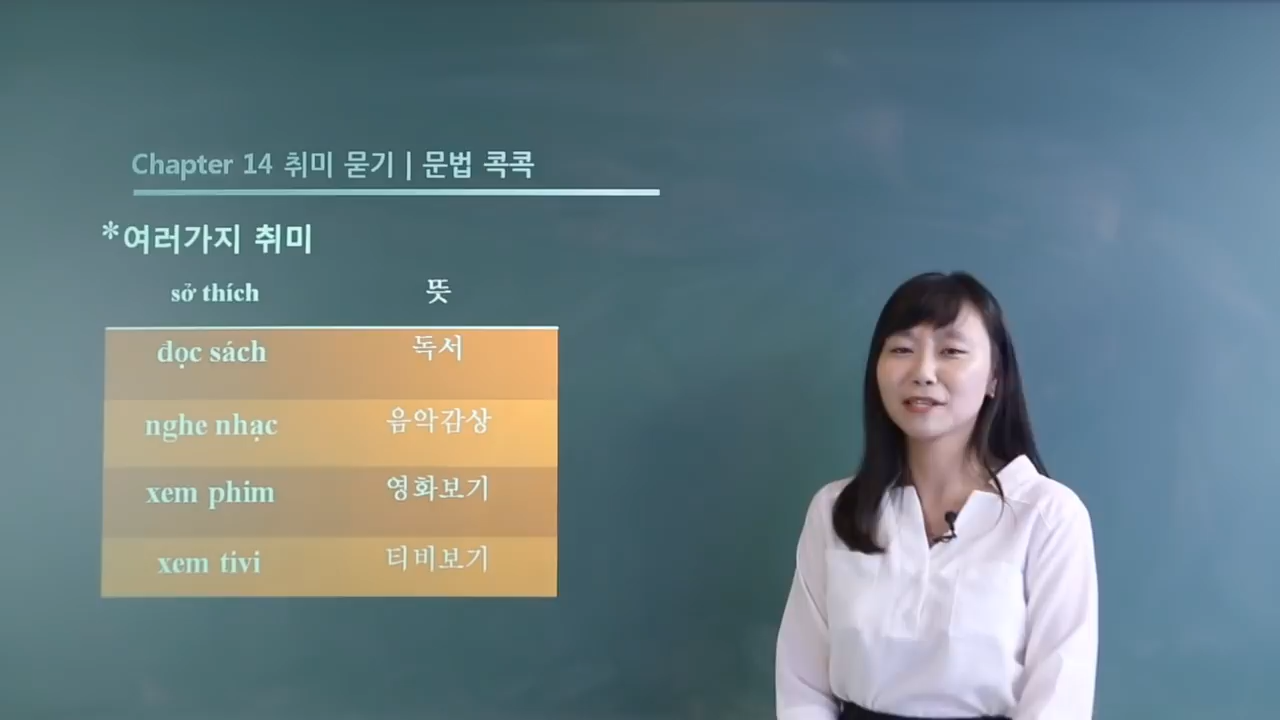 Chapter 14 취미 묻기 | 문법 콕콕
*여러가지 취미
sở thích 뜻
đọc sách 독서
nghe nhạc 음악감상
xem phim 영화보기
xem tivi 티비보기